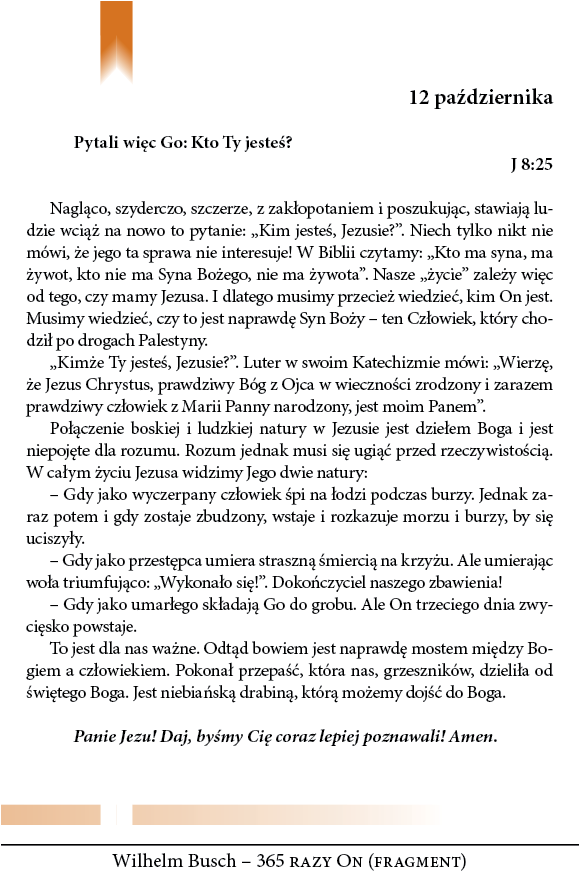 12 października
Pytali więc Go: Kto Ty jesteś?
J 8:25
Nagląco, szyderczo, szczerze, z zakłopotaniem i poszukując, stawiają lu-
dzie wciąż na nowo to pytanie: „Kim jesteś, Jezusie?”. Niech tylko nikt nie
mówi, że jego ta sprawa nie interesuje! W Biblii czytamy: „Kto ma syna, ma
żywot, kto nie ma Syna Bożego, nie ma żywota”. Nasze „życie” zależy więc
od tego, czy mamy Jezusa. I dlatego musimy przecież wiedzieć, kim On jest.
Musimy wiedzieć, czy to jest naprawdę Syn Boży – ten Człowiek, który cho-
dził po drogach Palestyny.
„Kimże Ty jesteś, Jezusie?”. Luter w swoim Katechizmie mówi: „Wierzę,
że Jezus Chrystus, prawdziwy Bóg z Ojca w wieczności zrodzony i zarazem
prawdziwy człowiek z Marii Panny narodzony, jest moim Panem”.
Połączenie boskiej i ludzkiej natury w Jezusie jest dziełem Boga i jest
niepojęte dla rozumu. Rozum jednak musi się ugiąć przed rzeczywistością.
W całym życiu Jezusa widzimy Jego dwie natury:
– Gdy jako wyczerpany człowiek śpi na łodzi podczas burzy. Jednak za-
raz potem i gdy zostaje zbudzony, wstaje i rozkazuje morzu i burzy, by się
uciszyły.
– Gdy jako przestępca umiera straszną śmiercią na krzyżu. Ale umierając
woła triumfująco: „Wykonało się!”. Dokończyciel naszego zbawienia!
– Gdy jako umarłego składają Go do grobu. Ale On trzeciego dnia zwy-
cięsko powstaje.
To jest dla nas ważne. Odtąd bowiem jest naprawdę mostem między Bo-
giem a człowiekiem. Pokonał przepaść, która nas, grzeszników, dzieliła od
świętego Boga. Jest niebiańską drabiną, którą możemy dojść do Boga.
Panie Jezu! Daj, byśmy Cię coraz lepiej poznawali! Amen.
Wilhelm Busch – 365 razy On (fragment)